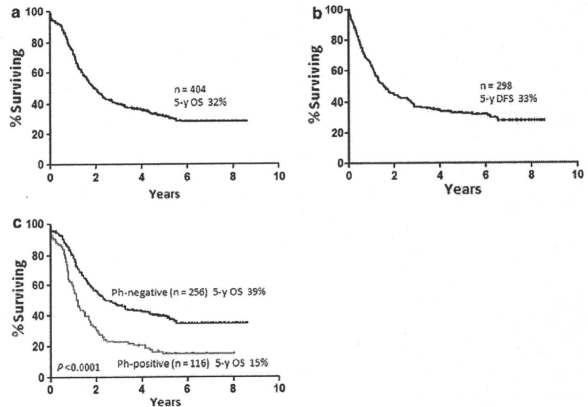 a
100
80
60
40
20
0
% Surviving
n = 404
5-y OS 32%
0 2 4 6 8 10
Years
b
100
80
60
40
20
0
% Surviving
n = 298
5-y DFS 33%
0 2 4 6 8 10
Years
c
100
80
60
40
20
0
% Surviving
Ph-negative (n = 256) 5-y OS 39%
P<0.0001 Ph-positive (n = 116) 5-y OS 15%
0 2 4 6 8 10
Years